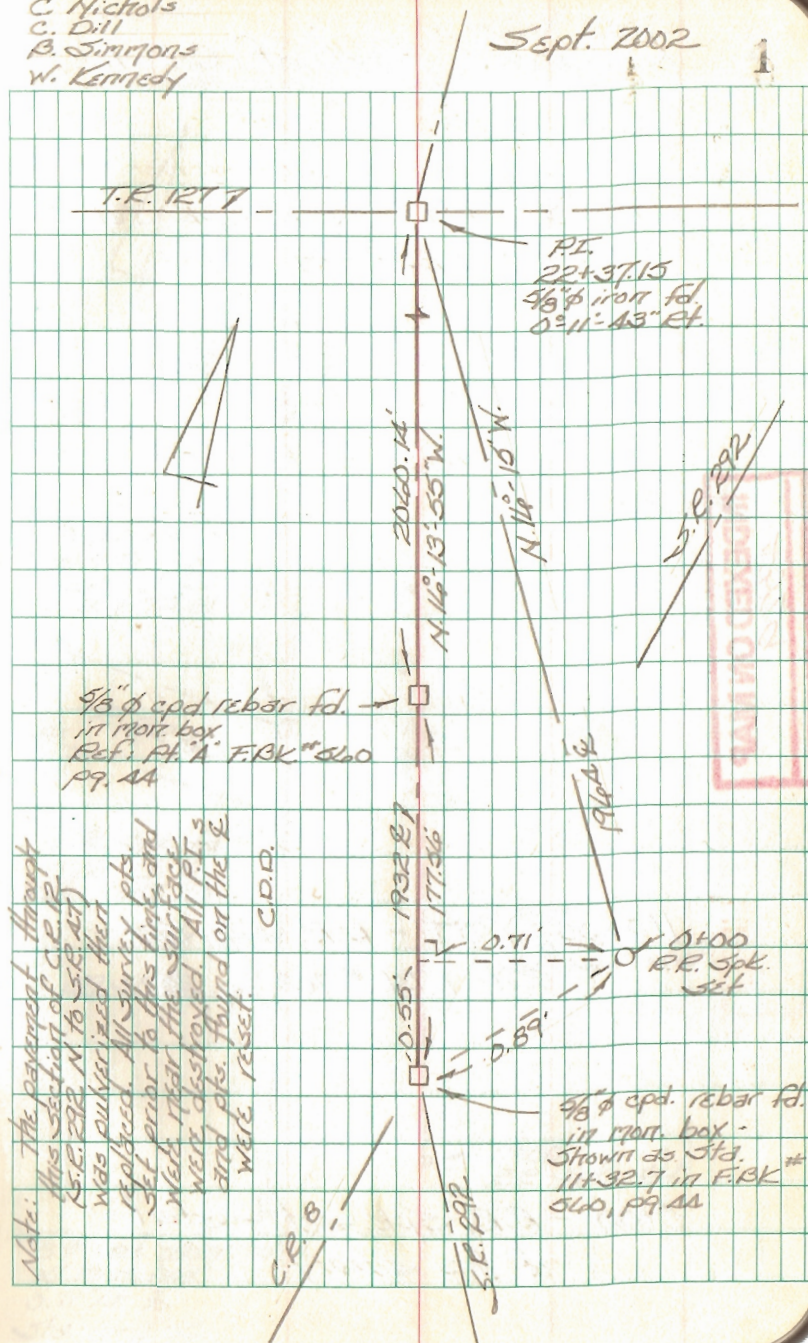 C. Nichols
C. Dill
B. Simmons
W. Kennedy
Sept. 2002
1
T.R. 127
P.I.
22+37.15
5/8"φ iron fd.
0°-11'-43" Rt.
2060.14'
N.16°-13'-55"W.
N.16°-15'W.
S.R. 292
INDEXED ON MAP
5/8"φ cpd rebar fd.
in mon. box
Ref: Pt. "A" F.BK.#560
pg. 44
177.56'
0.71'
0+00
R.R. Spk.
set
0.55'
0.89'
5/8"φ cpd. rebar fd.
in mon. box -
Shown as Sta.
11+32.7 in F.BK #
560, pg. 44
C.R. 8
S.R. 292
Note: The pavement through
this section of C.R. 12
(S.R. 292 N. to S.R. 47)
was pulverized then
replaced. All survey pts.
set prior to this time and
were near the surface
were destroyed. All P.I.s
and pts. found on the ℄
were reset.
C.D.D.